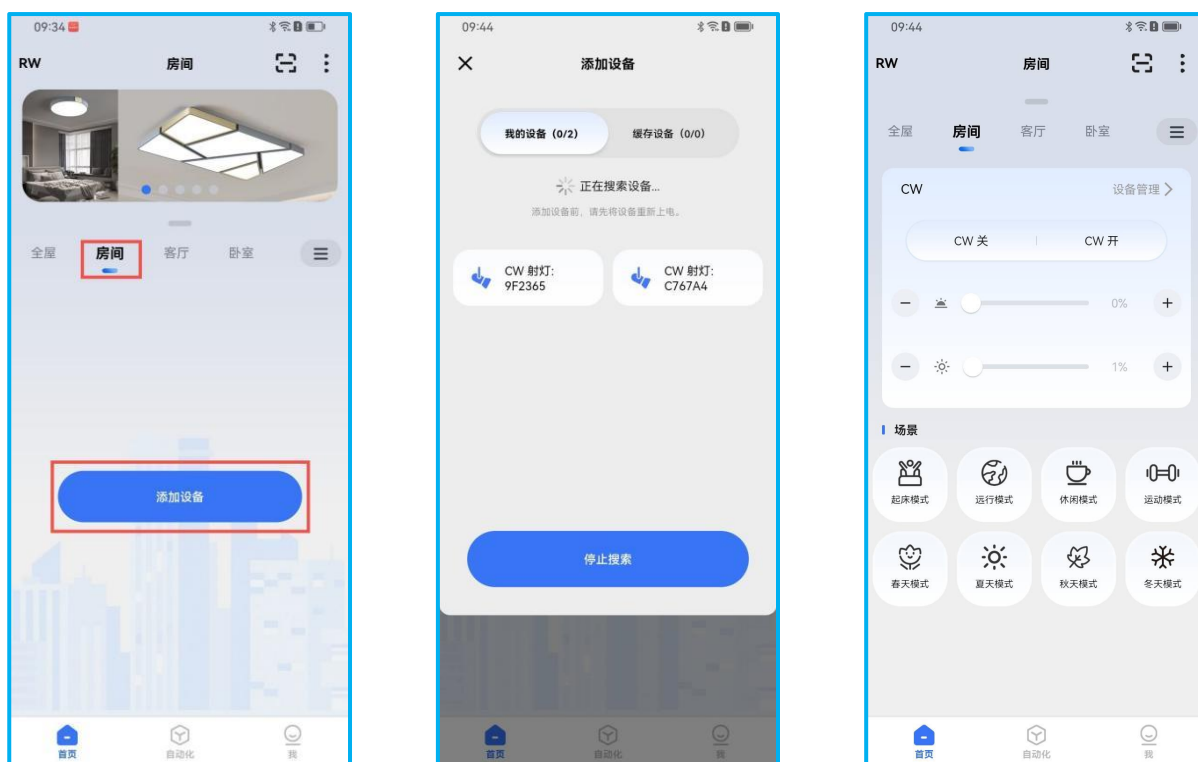 09:34
RW
房间
全屋
房间
客厅
卧室
添加设备
首页
自动化
我
09:44
添加设备
我的设备（0/2）
缓存设备（0/0）
正在搜索设备...
添加设备前，请先将设备重新上电。
CW 射灯:
9F2365
CW 射灯:
C767A4
停止搜索
首页
自动化
我
09:44
RW
房间
全屋
房间
客厅
卧室
CW
设备管理
CW 关
CW 开
0%
1%
场景
起床模式
远行模式
休闲模式
运动模式
春天模式
夏天模式
秋天模式
冬天模式
首页
自动化
我